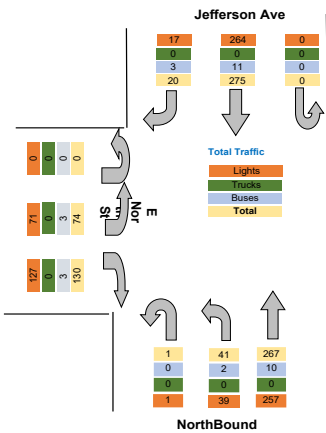 Jefferson Ave
17 264 0
0 0 0
3 11 0
20 275 0
Total Traffic
Lights
Trucks
Buses
Total
0 0 0 0
71 0 3 74
127 0 3 130
E
Nor
St
1 41 267
0 2 10
0 0 0
1 39 257
NorthBound